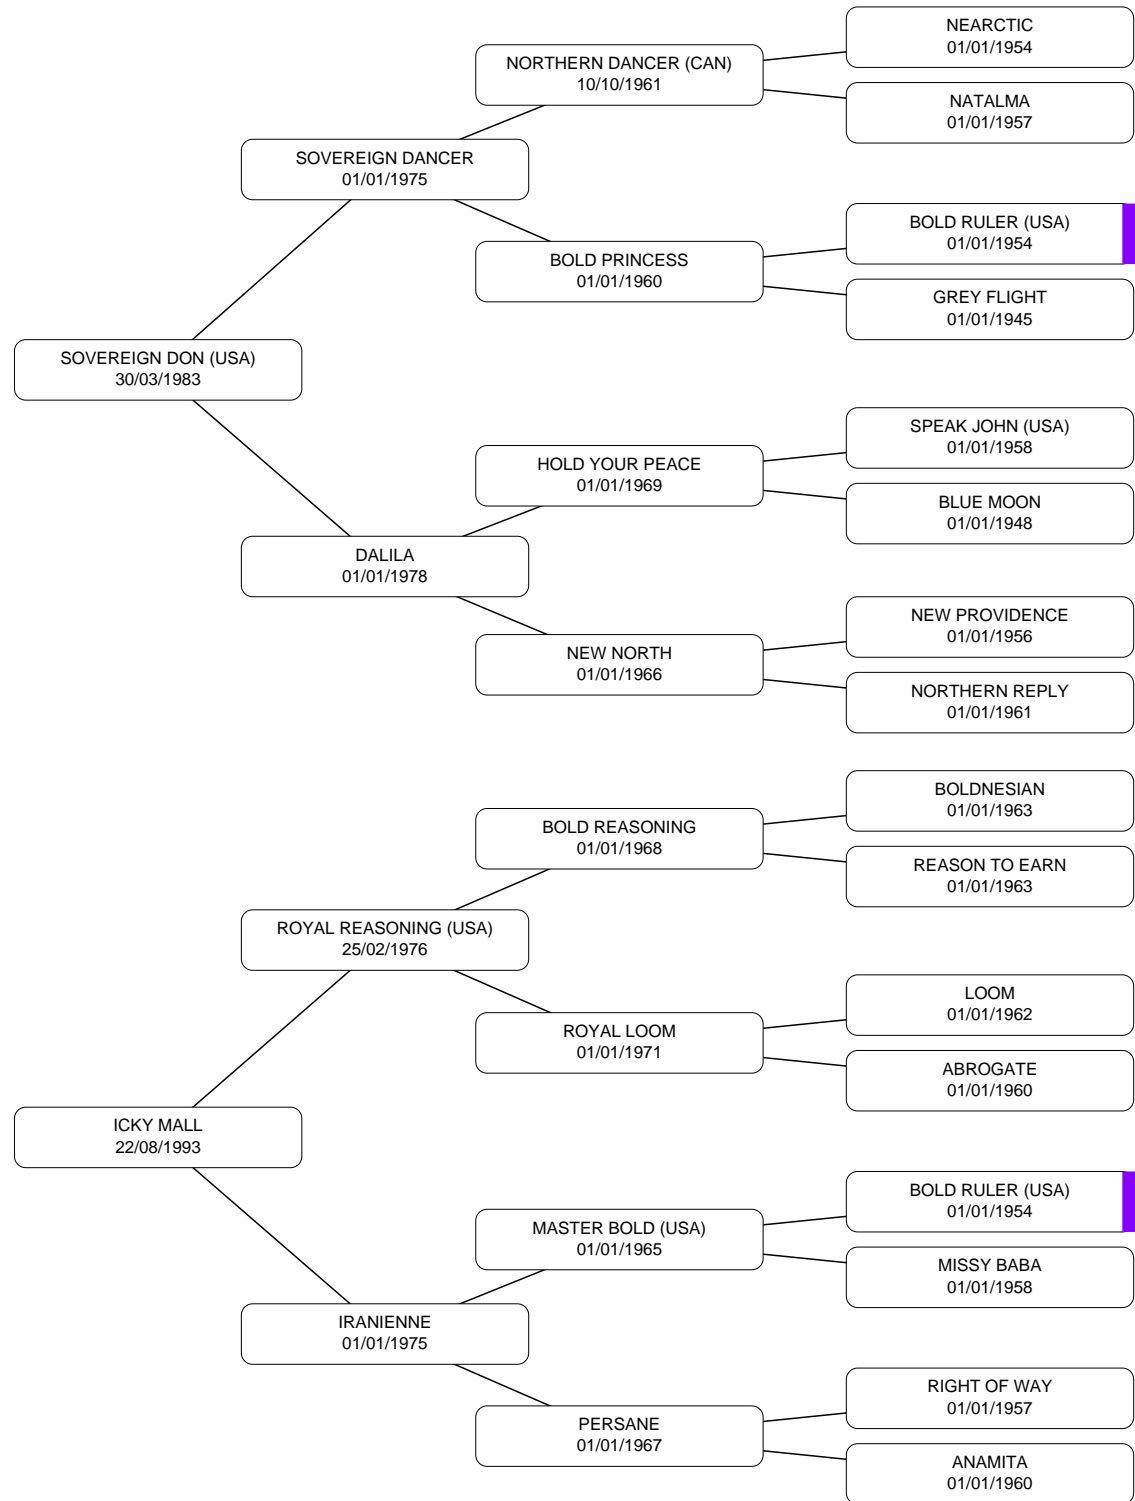 NEARCTIC
01/01/1954
NORTHERN DANCER (CAN)
10/10/1961
NATALMA
01/01/1957
SOVEREIGN DANCER
01/01/1975
BOLD RULER (USA)
01/01/1954
BOLD PRINCESS
01/01/1960
GREY FLIGHT
01/01/1945
SOVEREIGN DON (USA)
30/03/1983
SPEAK JOHN (USA)
01/01/1958
HOLD YOUR PEACE
01/01/1969
BLUE MOON
01/01/1948
DALILA
01/01/1978
NEW PROVIDENCE
01/01/1956
NEW NORTH
01/01/1966
NORTHERN REPLY
01/01/1961
BOLDNESIAN
01/01/1963
BOLD REASONING
01/01/1968
REASON TO EARN
01/01/1963
ROYAL REASONING (USA)
25/02/1976
LOOM
01/01/1962
ROYAL LOOM
01/01/1971
ABROGATE
01/01/1960
ICKY MALL
22/08/1993
BOLD RULER (USA)
01/01/1954
MASTER BOLD (USA)
01/01/1965
MISSY BABA
01/01/1958
IRANIENNE
01/01/1975
RIGHT OF WAY
01/01/1957
PERSANE
01/01/1967
ANAMITA
01/01/1960